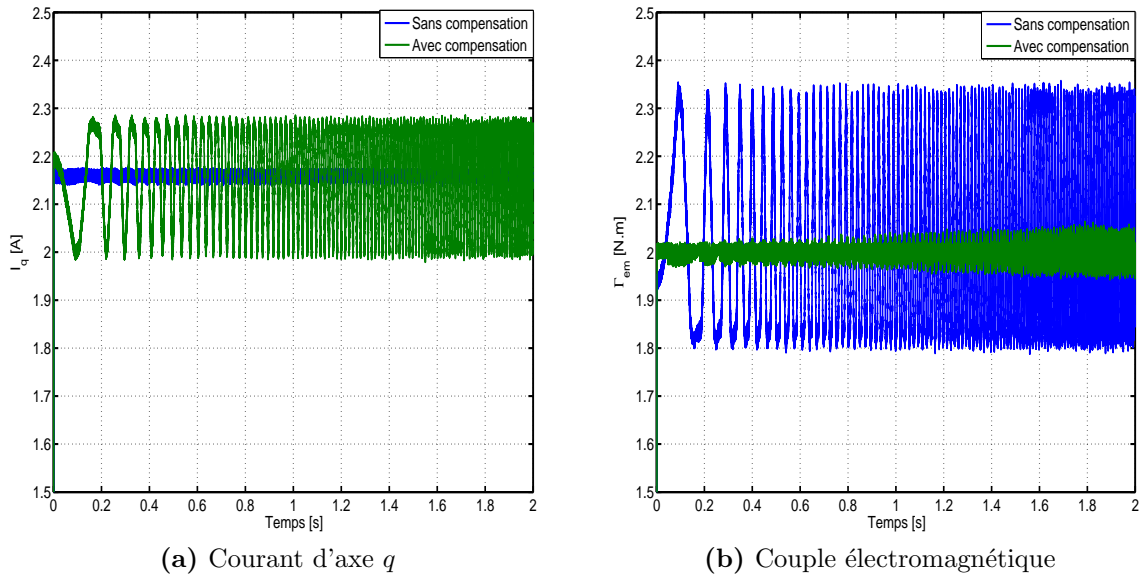 2.5
2.4
2.3
2.2
2.1
2
1.9
1.8
1.7
1.6
1.5
I_q [A]
0 0.2 0.4 0.6 0.8 1 1.2 1.4 1.6 1.8 2
Temps [s]
Sans compensation
Avec compensation
(a) Courant d'axe q
2.5
2.4
2.3
2.2
2.1
2
1.9
1.8
1.7
1.6
1.5
Γ_em [N.m]
0 0.2 0.4 0.6 0.8 1 1.2 1.4 1.6 1.8 2
Temps [s]
Sans compensation
Avec compensation
(b) Couple électromagnétique